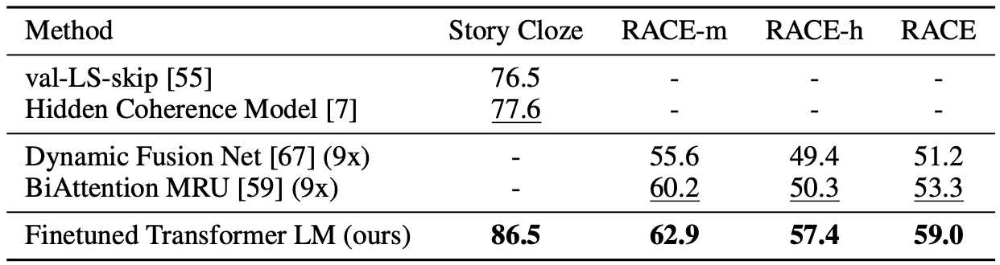 Method Story Cloze RACE-m RACE-h RACE
val-LS-skip [55] 76.5 - - -
Hidden Coherence Model [7] 77.6 - - -
Dynamic Fusion Net [67] (9x) - 55.6 49.4 51.2
BiAttention MRU [59] (9x) - 60.2 50.3 53.3
Finetuned Transformer LM (ours) 86.5 62.9 57.4 59.0